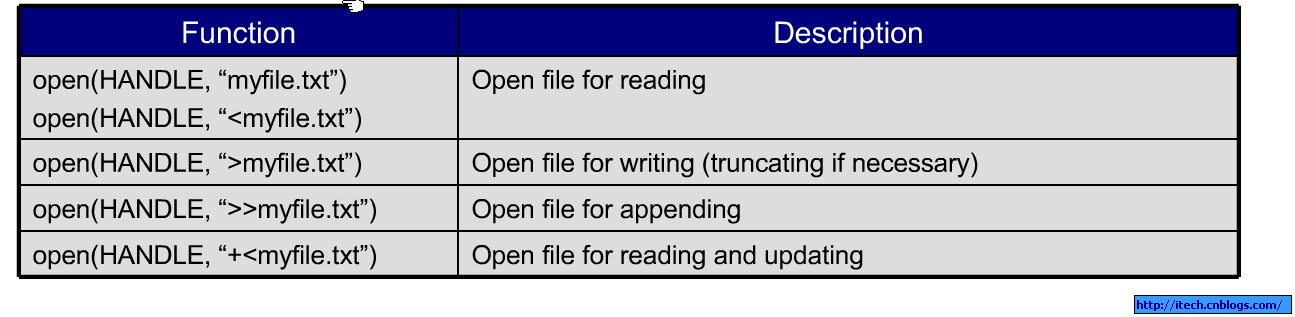 Function
Description
open(HANDLE, “myfile.txt”)
open(HANDLE, “<myfile.txt”)
Open file for reading
open(HANDLE, “>myfile.txt”)
Open file for writing (truncating if necessary)
open(HANDLE, “>>myfile.txt”)
Open file for appending
open(HANDLE, “+<myfile.txt”)
Open file for reading and updating
http://itech.cnblogs.com/